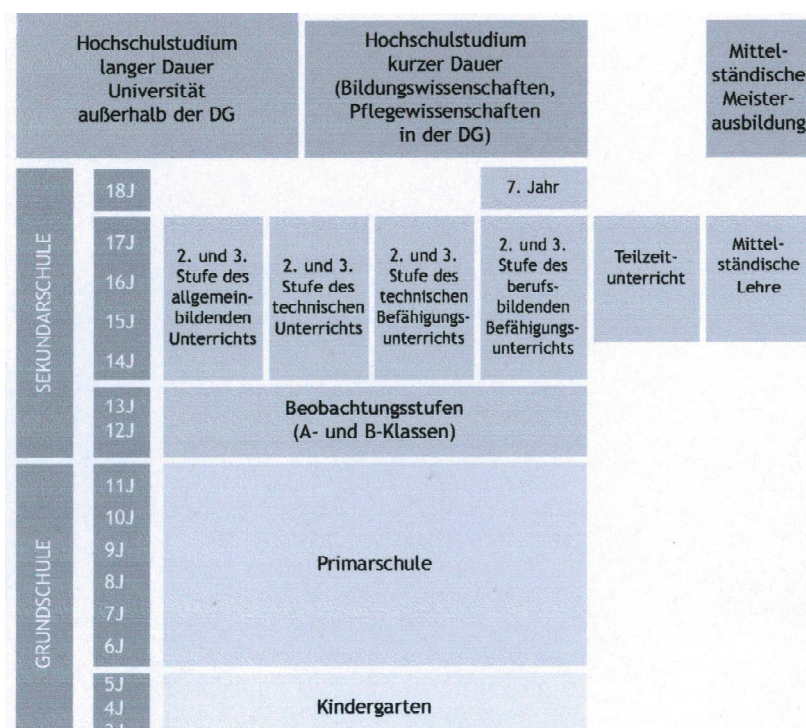 Hochschulstudium
langer Dauer
Universität
außerhalb der DG
Hochschulstudium
kurzer Dauer
(Bildungswissenschaften,
Pflegewissenschaften
in der DG)
Mittel-
ständische
Meister-
ausbildung
SEKUNDARSCHULE
18J
7. Jahr
17J
16J
15J
14J
2. und 3.
Stufe des
allgemein-
bildenden
Unterrichts
2. und 3.
Stufe des
technischen
Unterrichts
2. und 3.
Stufe des
technischen
Befähigungs-
unterrichts
2. und 3.
Stufe des
berufs-
bildenden
Befähigungs-
unterrichts
Teilzeit-
unterricht
Mittel-
ständische
Lehre
13J
12J
Beobachtungsstufen
(A- und B-Klassen)
GRUNDSCHULE
11J
10J
9J
8J
7J
6J
Primarschule
5J
4J
Kindergarten